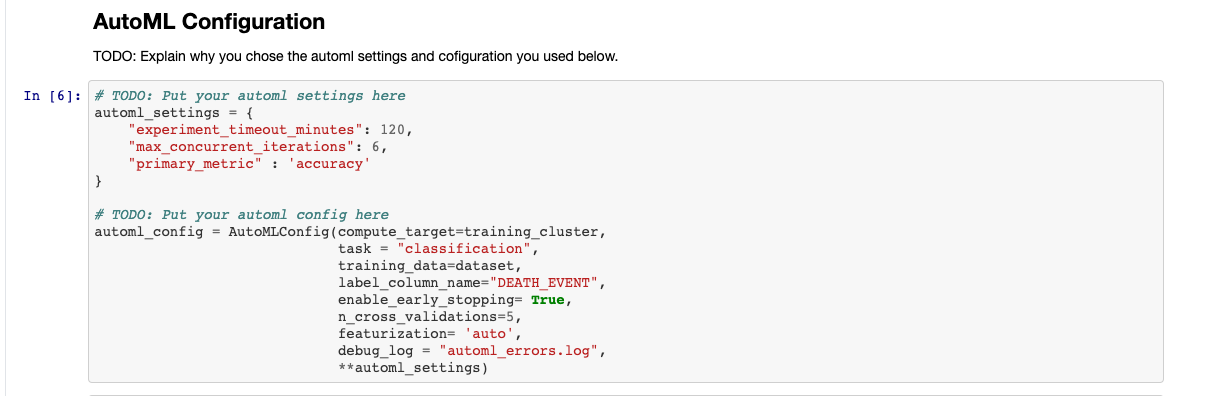 AutoML Configuration
TODO: Explain why you chose the automl settings and cofiguration you used below.
In [6]:
# TODO: Put your automl settings here
automl_settings = {
    "experiment_timeout_minutes": 120,
    "max_concurrent_iterations": 6,
    "primary_metric" : 'accuracy'
}

# TODO: Put your automl config here
automl_config = AutoMLConfig(compute_target=training_cluster,
                             task = "classification",
                             training_data=dataset,
                             label_column_name="DEATH_EVENT",
                             enable_early_stopping= True,
                             n_cross_validations=5,
                             featurization= 'auto',
                             debug_log = "automl_errors.log",
                             **automl_settings)